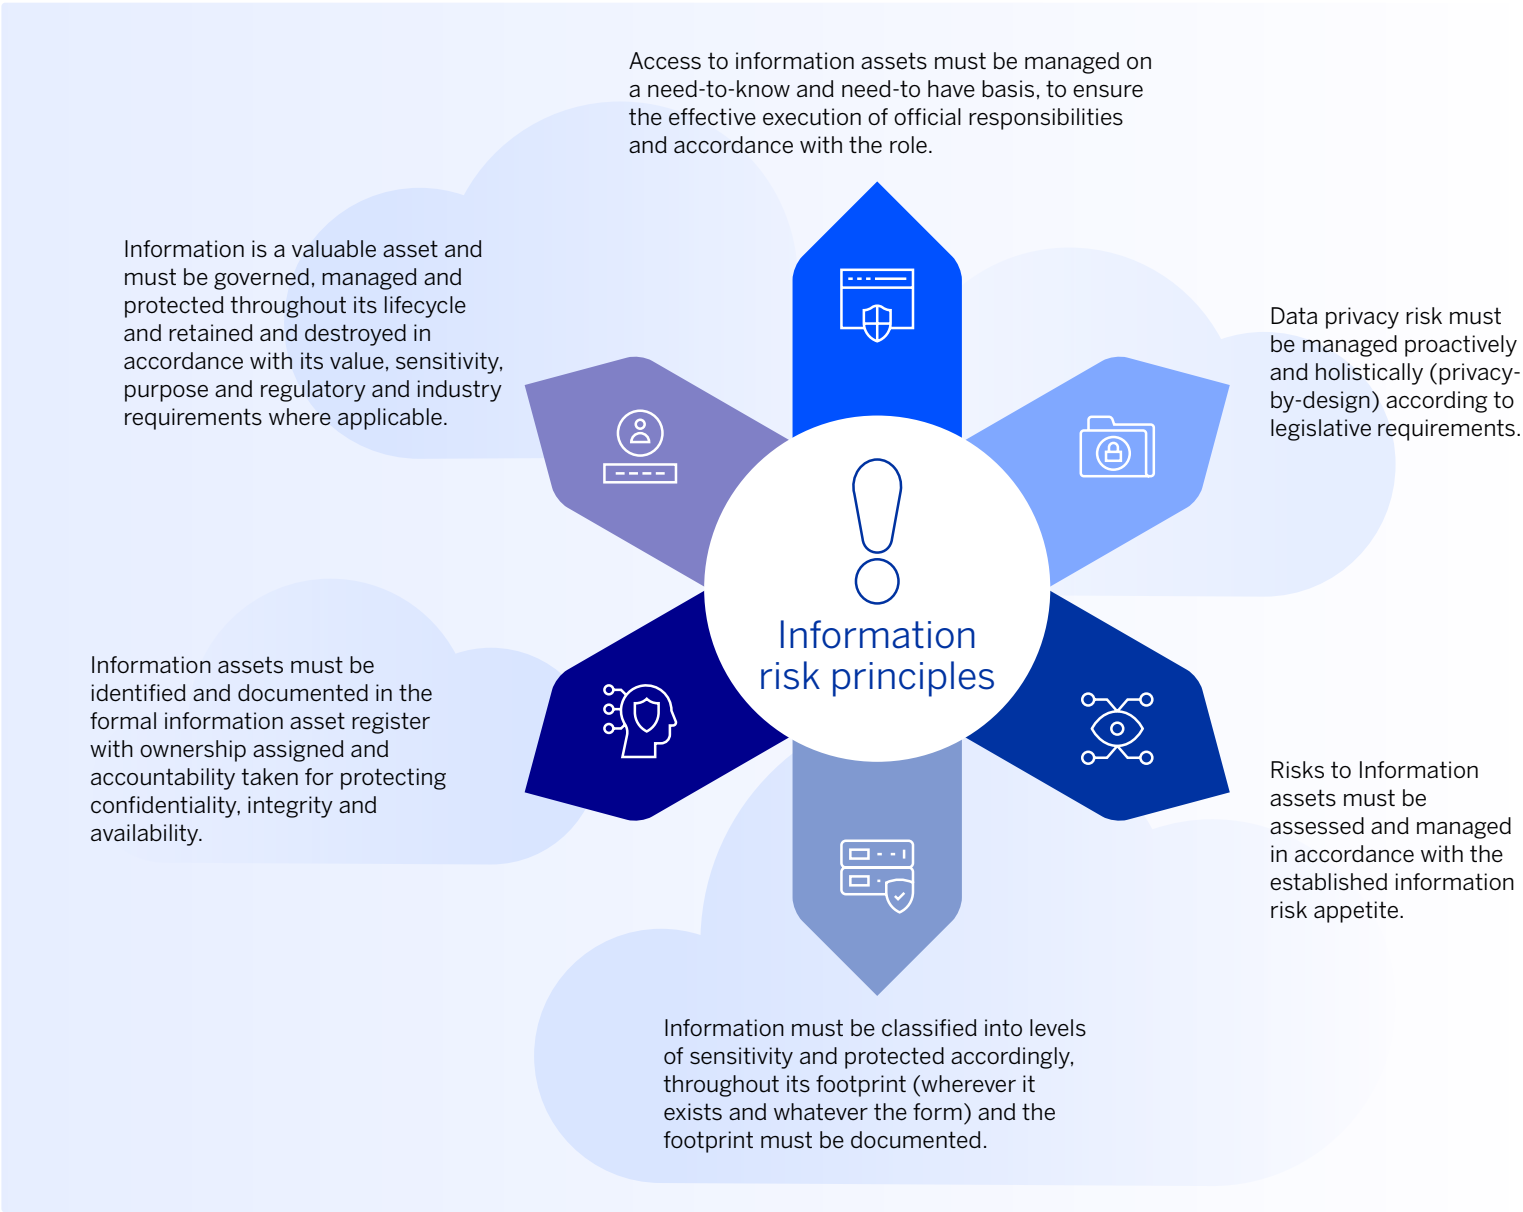 Access to information assets must be managed on
a need-to-know and need-to have basis, to ensure
the effective execution of official responsibilities
and accordance with the role.
Information is a valuable asset and
must be governed, managed and
protected throughout its lifecycle
and retained and destroyed in
accordance with its value, sensitivity,
purpose and regulatory and industry
requirements where applicable.
Data privacy risk must
be managed proactively
and holistically (privacy-
by-design) according to
legislative requirements.
Information
risk principles
Information assets must be
identified and documented in the
formal information asset register
with ownership assigned and
accountability taken for protecting
confidentiality, integrity and
availability.
Risks to Information
assets must be
assessed and managed
in accordance with the
established information
risk appetite.
Information must be classified into levels
of sensitivity and protected accordingly,
throughout its footprint (wherever it
exists and whatever the form) and the
footprint must be documented.